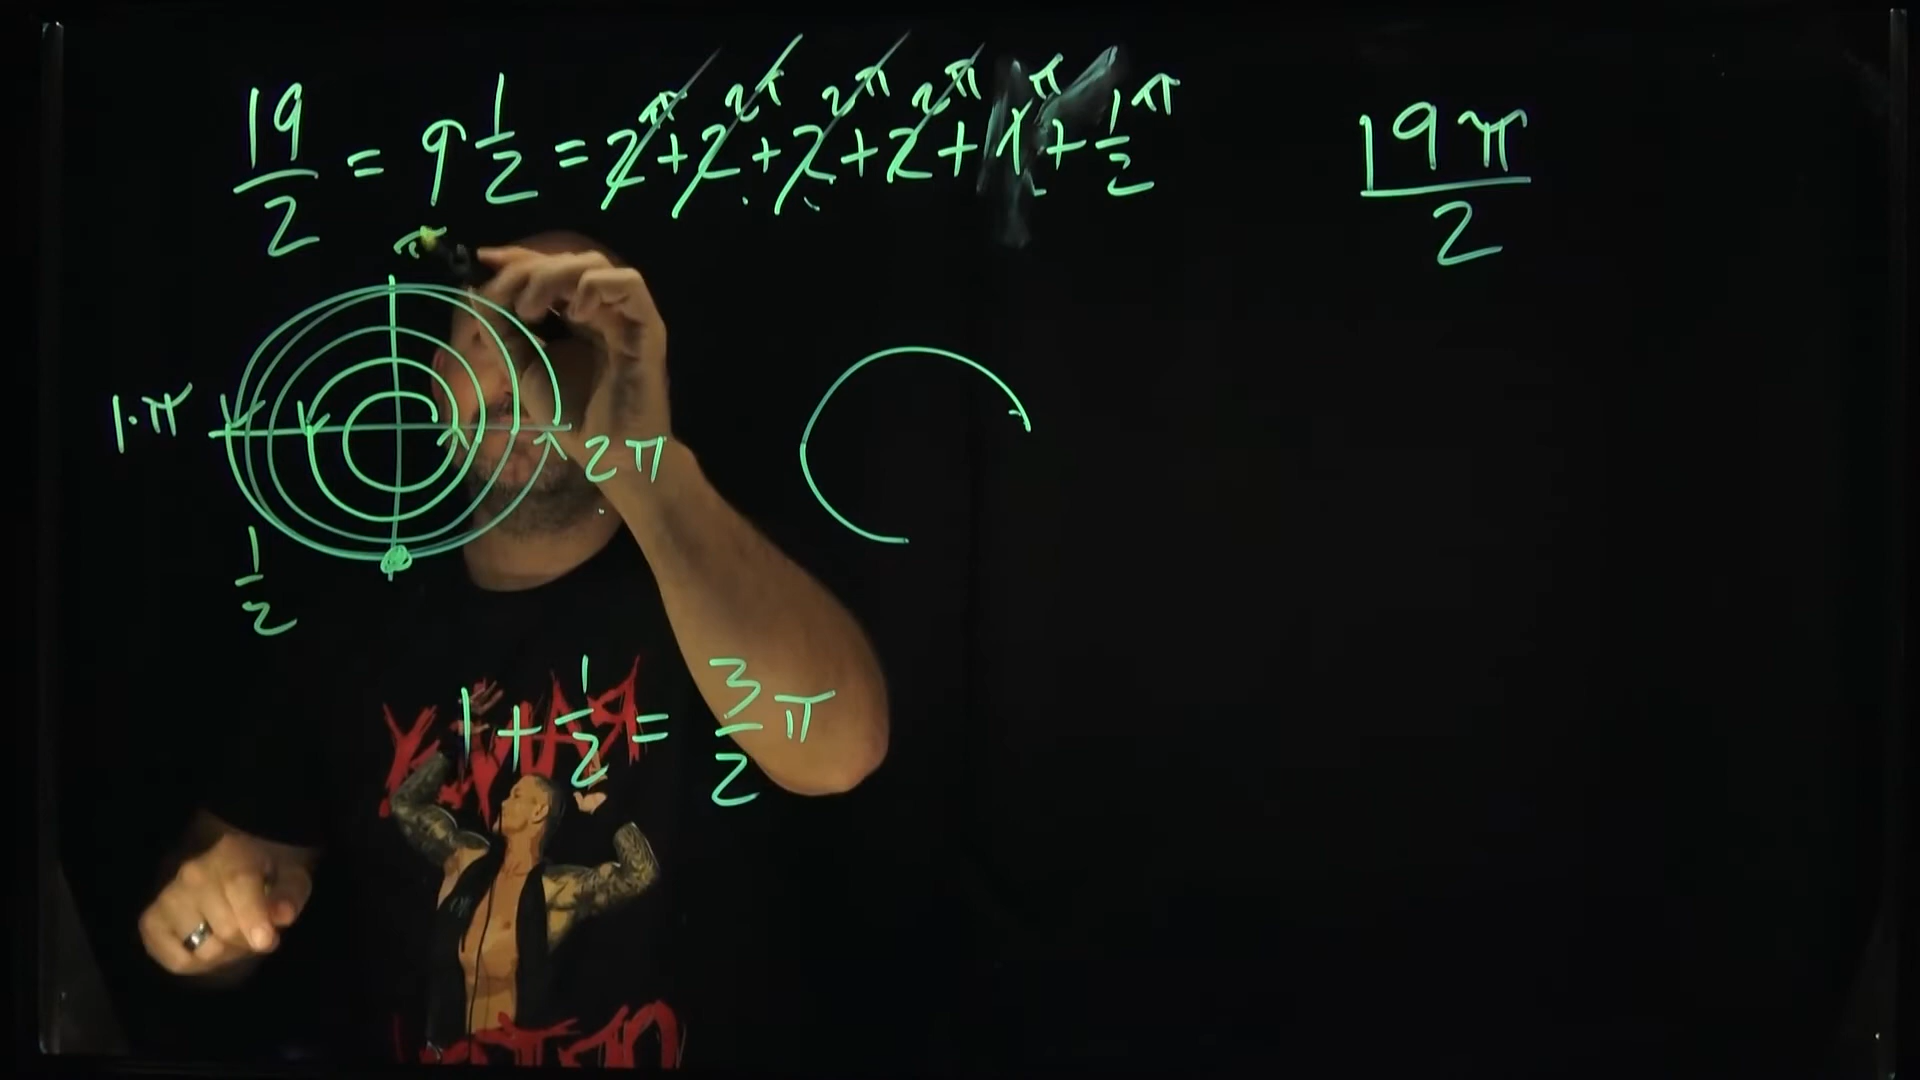 19/2 = 9 1/2 = 2π + 2π + 2π + 2π + 1π + 1/2 π
19π/2
π
1·π
2π
1/2
1 + 1/2 = 3/2 π